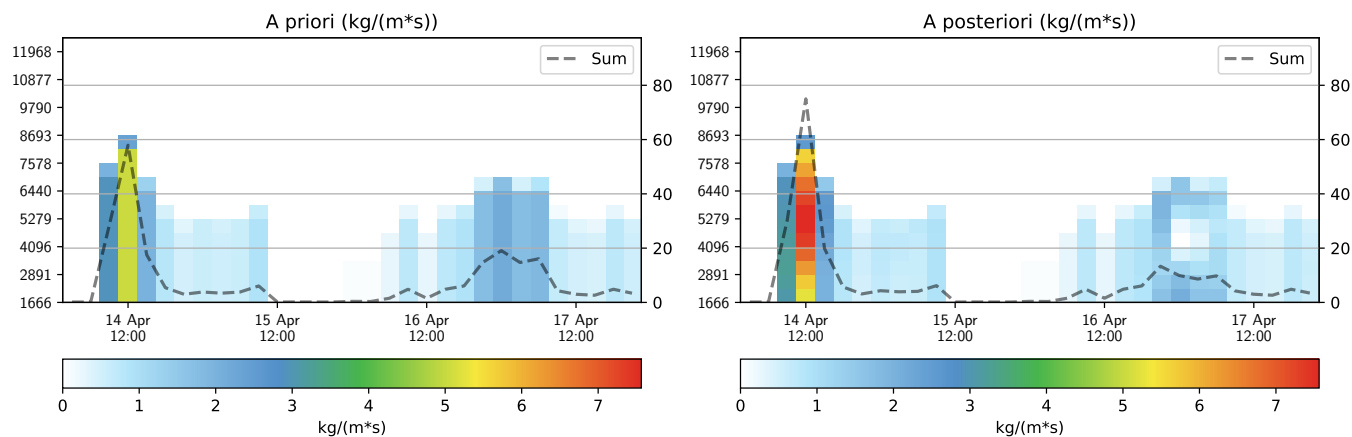 A priori (kg/(m*s))
Sum
11968
10877
9790
8693
7578
6440
5279
4096
2891
1666
80
60
40
20
0
14 Apr
12:00
15 Apr
12:00
16 Apr
12:00
17 Apr
12:00
0 1 2 3 4 5 6 7
kg/(m*s)
A posteriori (kg/(m*s))
Sum
11968
10877
9790
8693
7578
6440
5279
4096
2891
1666
80
60
40
20
0
14 Apr
12:00
15 Apr
12:00
16 Apr
12:00
17 Apr
12:00
0 1 2 3 4 5 6 7
kg/(m*s)